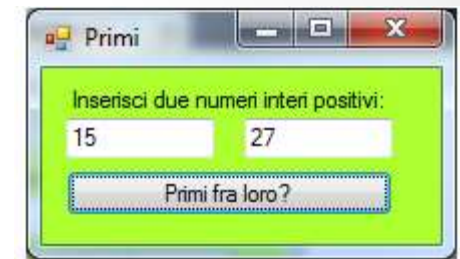 Primi
Inserisci due numeri interi positivi:
15 27
Primi fra loro?